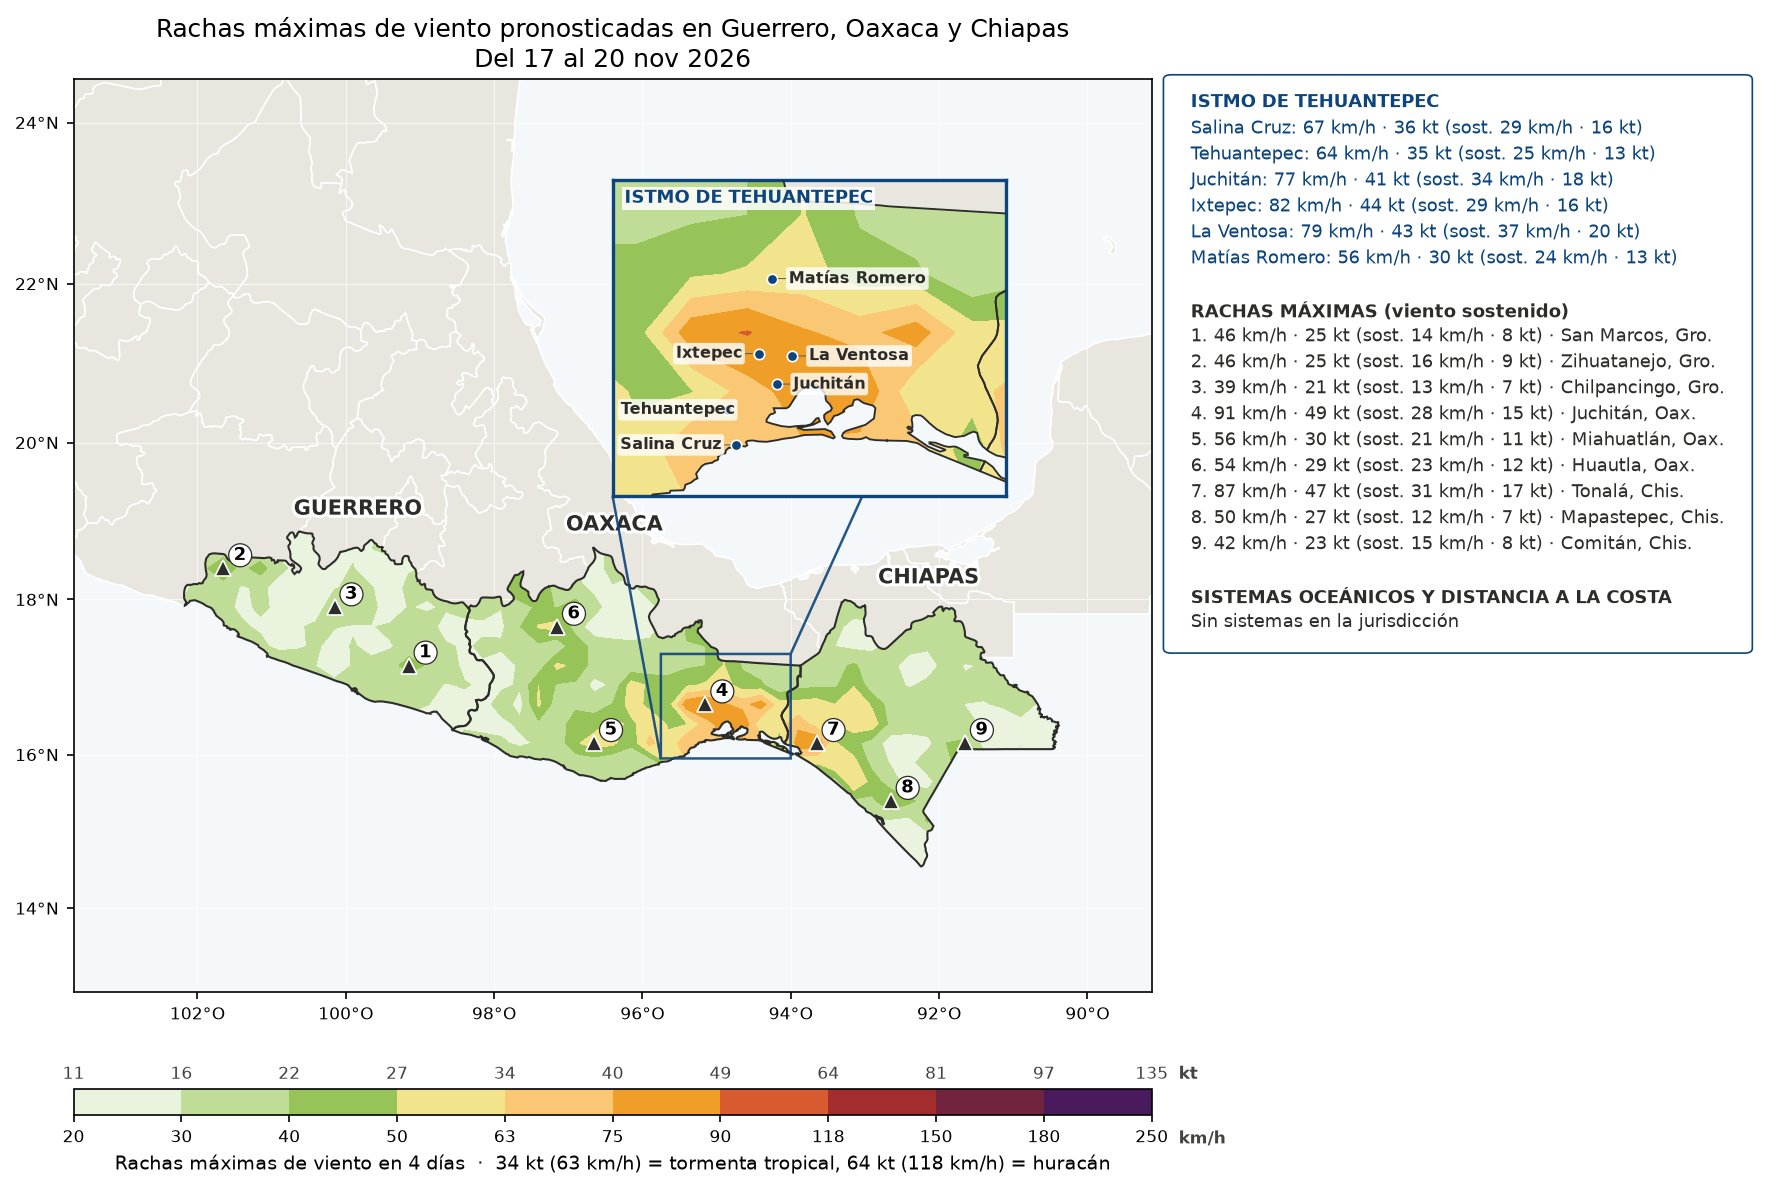 Rachas máximas de viento pronosticadas en Guerrero, Oaxaca y Chiapas
Del 17 al 20 nov 2026
24°N
22°N
20°N
18°N
16°N
14°N
102°O
100°O
98°O
96°O
94°O
92°O
90°O
GUERRERO
OAXACA
CHIAPAS
2
3
1
6
5
4
7
8
9
ISTMO DE TEHUANTEPEC
Matías Romero
Ixtepec
La Ventosa
Juchitán
Tehuantepec
Salina Cruz
ISTMO DE TEHUANTEPEC
Salina Cruz: 67 km/h · 36 kt (sost. 29 km/h · 16 kt)
Tehuantepec: 64 km/h · 35 kt (sost. 25 km/h · 13 kt)
Juchitán: 77 km/h · 41 kt (sost. 34 km/h · 18 kt)
Ixtepec: 82 km/h · 44 kt (sost. 29 km/h · 16 kt)
La Ventosa: 79 km/h · 43 kt (sost. 37 km/h · 20 kt)
Matías Romero: 56 km/h · 30 kt (sost. 24 km/h · 13 kt)
RACHAS MÁXIMAS (viento sostenido)
1. 46 km/h · 25 kt (sost. 14 km/h · 8 kt) · San Marcos, Gro.
2. 46 km/h · 25 kt (sost. 16 km/h · 9 kt) · Zihuatanejo, Gro.
3. 39 km/h · 21 kt (sost. 13 km/h · 7 kt) · Chilpancingo, Gro.
4. 91 km/h · 49 kt (sost. 28 km/h · 15 kt) · Juchitán, Oax.
5. 56 km/h · 30 kt (sost. 21 km/h · 11 kt) · Miahuatlán, Oax.
6. 54 km/h · 29 kt (sost. 23 km/h · 12 kt) · Huautla, Oax.
7. 87 km/h · 47 kt (sost. 31 km/h · 17 kt) · Tonalá, Chis.
8. 50 km/h · 27 kt (sost. 12 km/h · 7 kt) · Mapastepec, Chis.
9. 42 km/h · 23 kt (sost. 15 km/h · 8 kt) · Comitán, Chis.
SISTEMAS OCEÁNICOS Y DISTANCIA A LA COSTA
Sin sistemas en la jurisdicción
11 16 22 27 34 40 49 64 81 97 135 kt
20 30 40 50 63 75 90 118 150 180 250 km/h
Rachas máximas de viento en 4 días · 34 kt (63 km/h) = tormenta tropical, 64 kt (118 km/h) = huracán